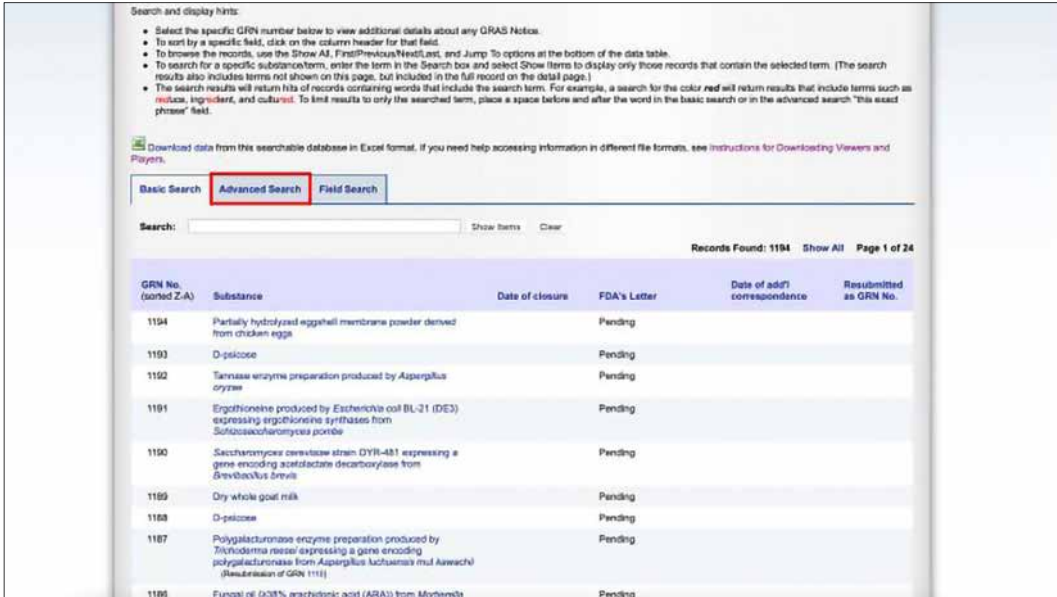 Search and display hints:
• Select the specific GRN number below to view additional details about any GRAS Notice.
• To sort by a specific field, click on the column header for that field.
• To browse the records, use the Show All, First/Previous/Next/Last, and Jump To options at the bottom of the data table.
• To search for a specific substance/term, enter the term in the Search box and select Show Items to display only those records that contain the selected term. (The search
results also includes terms not shown on this page, but included in the full record on the detail page.)
• The search results will return hits of records containing words that include the search term. For example, a search for the color red will return results that include terms such as
reduce, ingredient, and cultured. To limit results to only the searched term, place a space before and after the word in the basic search or in the advanced search "this exact
phrase" field.
Download data from this searchable database in Excel format. If you need help accessing information in different file formats, see Instructions for Downloading Viewers and
Players.
Basic Search Advanced Search Field Search
Search: Show Items Clear
Records Found: 1194 Show All Page 1 of 24
GRN No. (sorted Z-A) Substance Date of closure FDA's Letter Date of add'l correspondence Resubmitted as GRN No.
1194 Partially hydrolyzed eggshell membrane powder derived Pending
from chicken eggs
1193 D-psicose Pending
1192 Tannase enzyme preparation produced by Aspergillus Pending
oryzae
1191 Ergothioneine produced by Escherichia coli BL-21 (DE3) Pending
expressing ergothioneine synthases from
Schizosaccharomyces pombe
1190 Saccharomyces cerevisiae strain DYR-481 expressing a Pending
gene encoding acetolactate decarboxylase from
Brevibacillus brevis
1189 Dry whole goat milk Pending
1188 D-psicose Pending
1187 Polygalacturonase enzyme preparation produced by Pending
Trichoderma reesei expressing a gene encoding
polygalacturonase from Aspergillus luchuensis mut kawachii
(Resubmission of GRN 1115)
1186 Fungal oil (≥38% arachidonic acid (ARA)) from Mortierella Pending